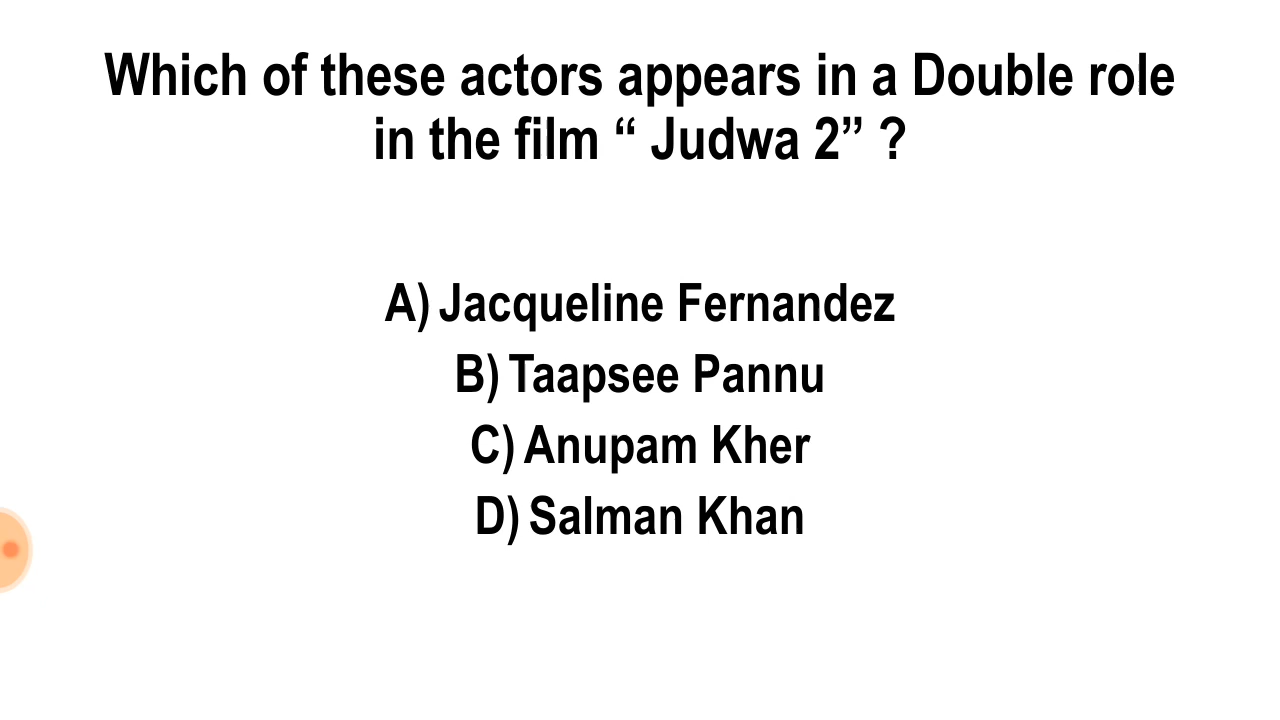 Which of these actors appears in a Double role
in the film “ Judwa 2” ?
A) Jacqueline Fernandez
B) Taapsee Pannu
C) Anupam Kher
D) Salman Khan